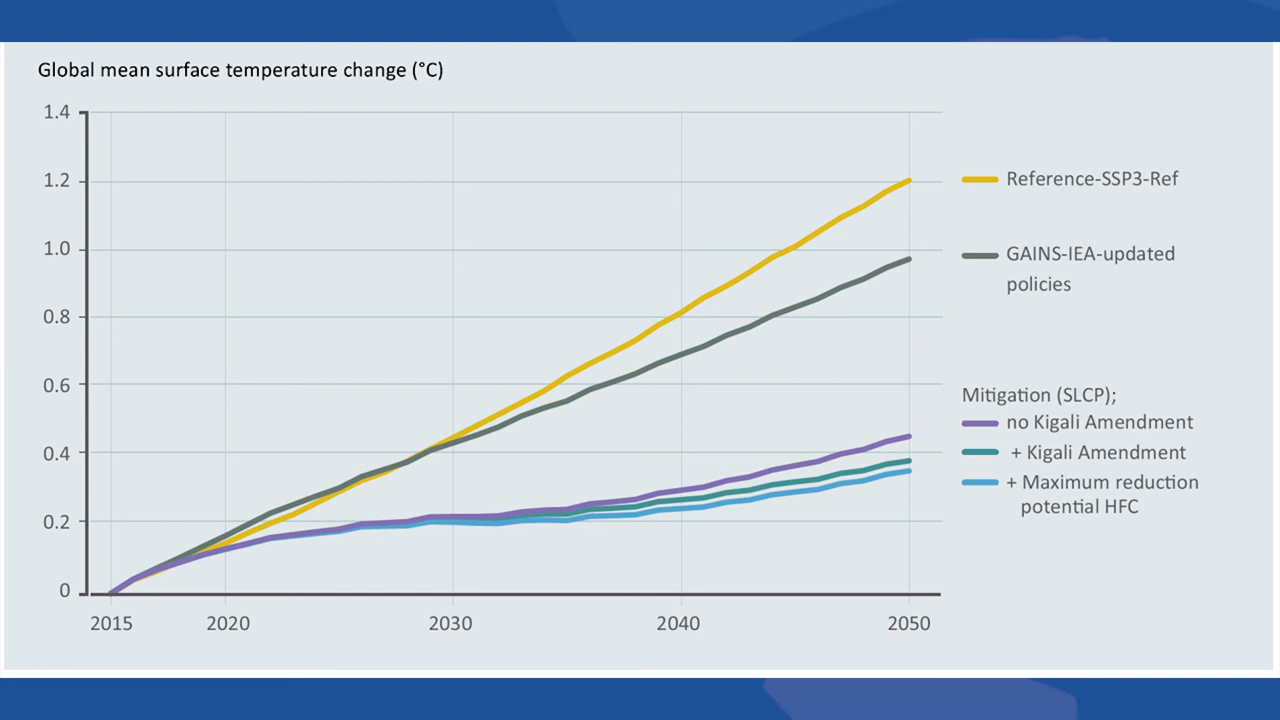 Global mean surface temperature change (°C)
1.4
1.2
1.0
0.8
0.6
0.4
0.2
0
2015
2020
2030
2040
2050
Reference-SSP3-Ref
GAINS-IEA-updated
policies
Mitigation (SLCP);
no Kigali Amendment
+ Kigali Amendment
+ Maximum reduction
potential HFC